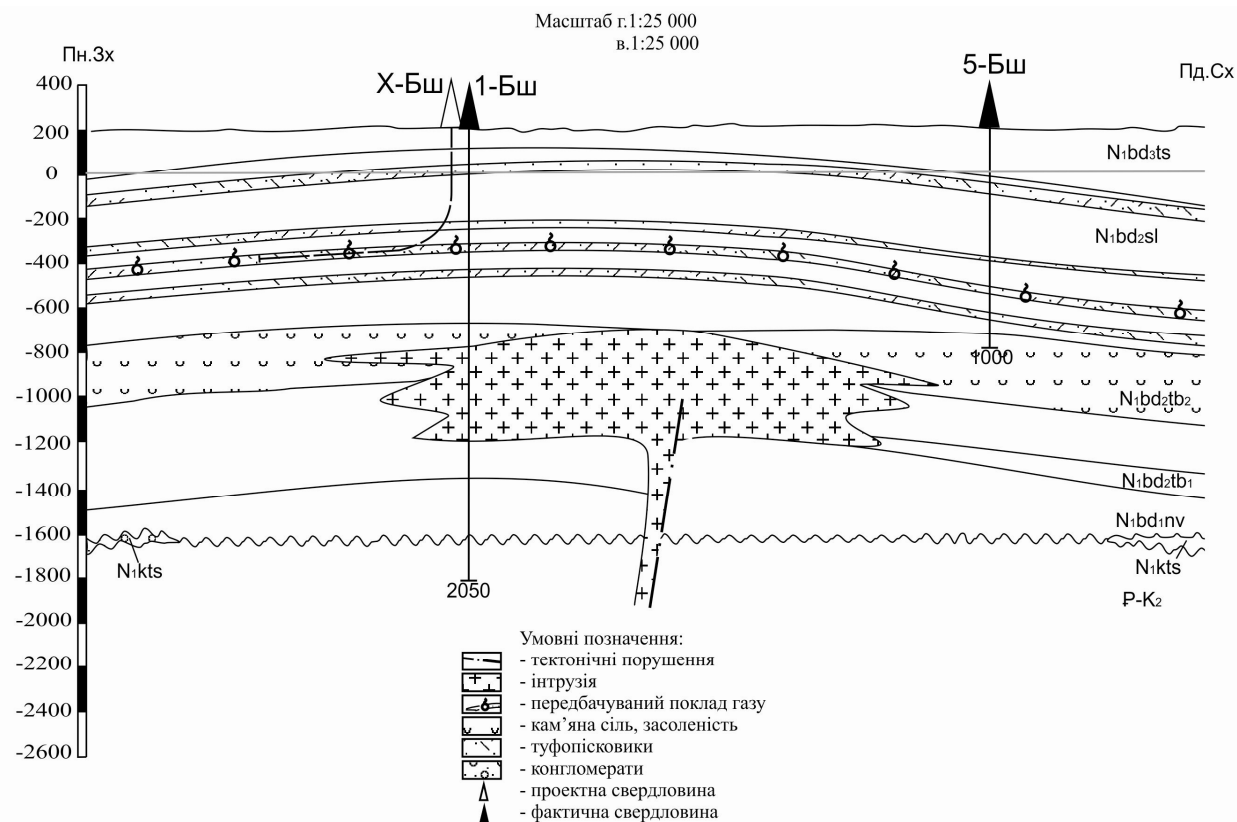 Масштаб г.1:25 000
в.1:25 000
Пн.Зх
Пд.Сх
Х-Бш
1-Бш
5-Бш
400
200
0
-200
-400
-600
-800
-1000
-1200
-1400
-1600
-1800
-2000
-2200
-2400
-2600
N1bd3ts
N1bd2sl
1000
N1bd2tb2
N1bd2tb1
N1bd1nv
N1kts
N1kts
2050
₽-K2
Умовні позначення:
- тектонічні порушення
- інтрузія
- передбачуваний поклад газу
- кам’яна сіль, засоленість
- туфопісковики
- конгломерати
- проектна свердловина
- фактична свердловина